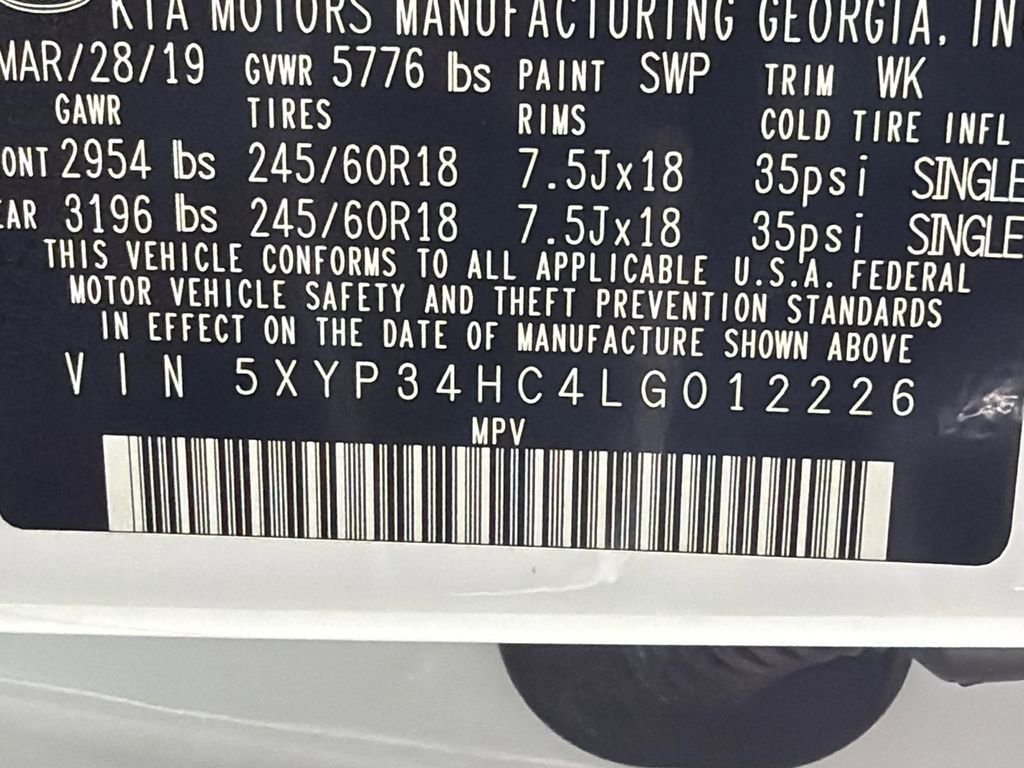 KIA MOTORS MANUFACTURING GEORGIA, IN
MAR/28/19 GVWR 5776 lbs PAINT SWP TRIM WK
GAWR TIRES RIMS COLD TIRE INFL
ONT 2954 lbs 245/60R18 7.5Jx18 35psi SINGLE
EAR 3196 lbs 245/60R18 7.5Jx18 35psi SINGLE
THIS VEHICLE CONFORMS TO ALL APPLICABLE U.S.A. FEDERAL
MOTOR VEHICLE SAFETY AND THEFT PREVENTION STANDARDS
IN EFFECT ON THE DATE OF MANUFACTURE SHOWN ABOVE
VIN 5XYP34HC4LG012226
MPV